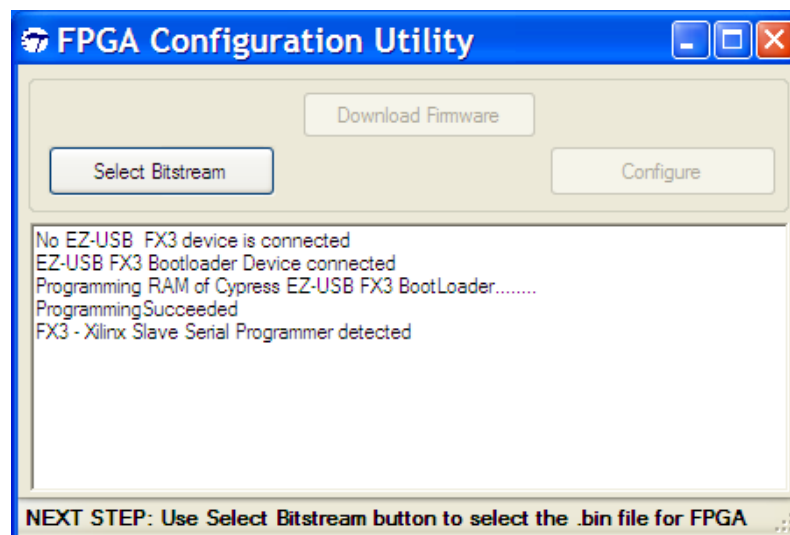 FPGA Configuration Utility
Download Firmware
Select Bitstream
Configure
No EZ-USB  FX3 device is connected
EZ-USB FX3 Bootloader Device connected
Programming RAM of Cypress EZ-USB FX3 BootLoader........
ProgrammingSucceeded
FX3 - Xilinx Slave Serial Programmer detected
NEXT STEP: Use Select Bitstream button to select the .bin file for FPGA